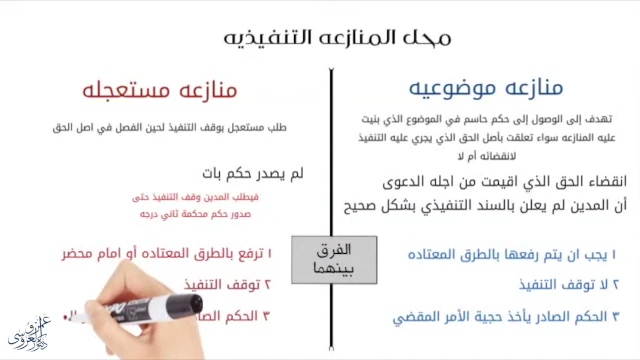 محل المنازعه التنفيذيه
منازعه موضوعيه
تهدف إلى الوصول إلى حكم حاسم في الموضوع الذي بنيت
عليه المنازعه سواء تعلقت بأصل الحق الذي يجري عليه التنفيذ
لانقضائه أم لا
انقضاء الحق الذي اقيمت من اجله الدعوى
أن المدين لم يعلن بالسند التنفيذي بشكل صحيح
١ يجب ان يتم رفعها بالطرق المعتاده
٢ لا توقف التنفيذ
٣ الحكم الصادر يأخذ حجية الأمر المقضي
الفرق
بينهما
منازعه مستعجله
طلب مستعجل بوقف التنفيذ لحين الفصل في اصل الحق
لم يصدر حكم بات
فيطلب المدين وقف التنفيذ حتى
صدور حكم محكمة ثاني درجه
١ ترفع بالطرق المعتاده أو امام محضر
٢ توقف التنفيذ
٣ الحكم